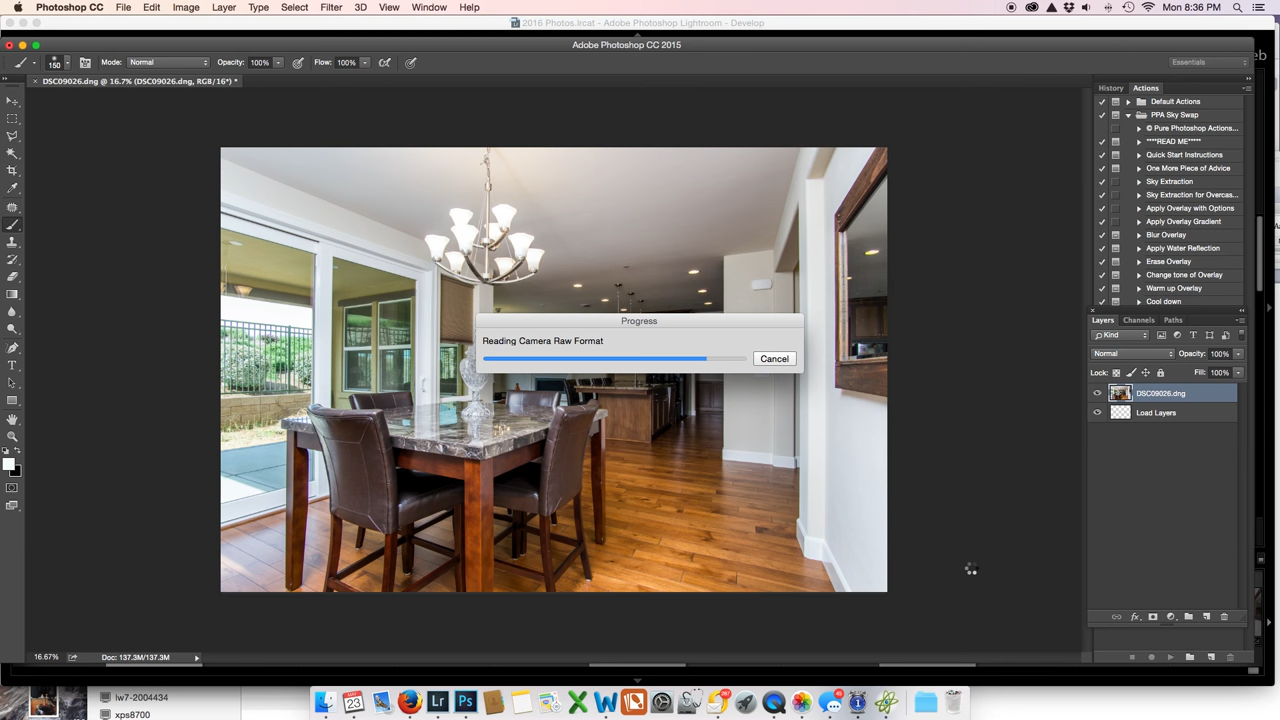 Photoshop CC File Edit Image Layer Type Select Filter 3D View Window Help Mon 8:36 PM
2016 Photos.lrcat - Adobe Photoshop Lightroom - Develop
Adobe Photoshop CC 2015
150 Mode: Normal Opacity: 100% Flow: 100% Essentials
DSC09026.dng @ 16.7% (DSC09026.dng, RGB/16*) *
History Actions
Default Actions
PPA Sky Swap
© Pure Photoshop Actions...
****READ ME*****
Quick Start Instructions
One More Piece of Advice
Sky Extraction
Sky Extraction for Overcas...
Apply Overlay with Options
Apply Overlay Gradient
Blur Overlay
Apply Water Reflection
Erase Overlay
Change tone of Overlay
Warm up Overlay
Cool down
Progress
Reading Camera Raw Format
Cancel
Layers Channels Paths
Kind
Normal Opacity: 100%
Lock: Fill: 100%
DSC09026.dng
Load Layers
16.67% Doc: 137.3M/137.3M
lw7-2004434
xps8700
MAY
23
Lr
Ps